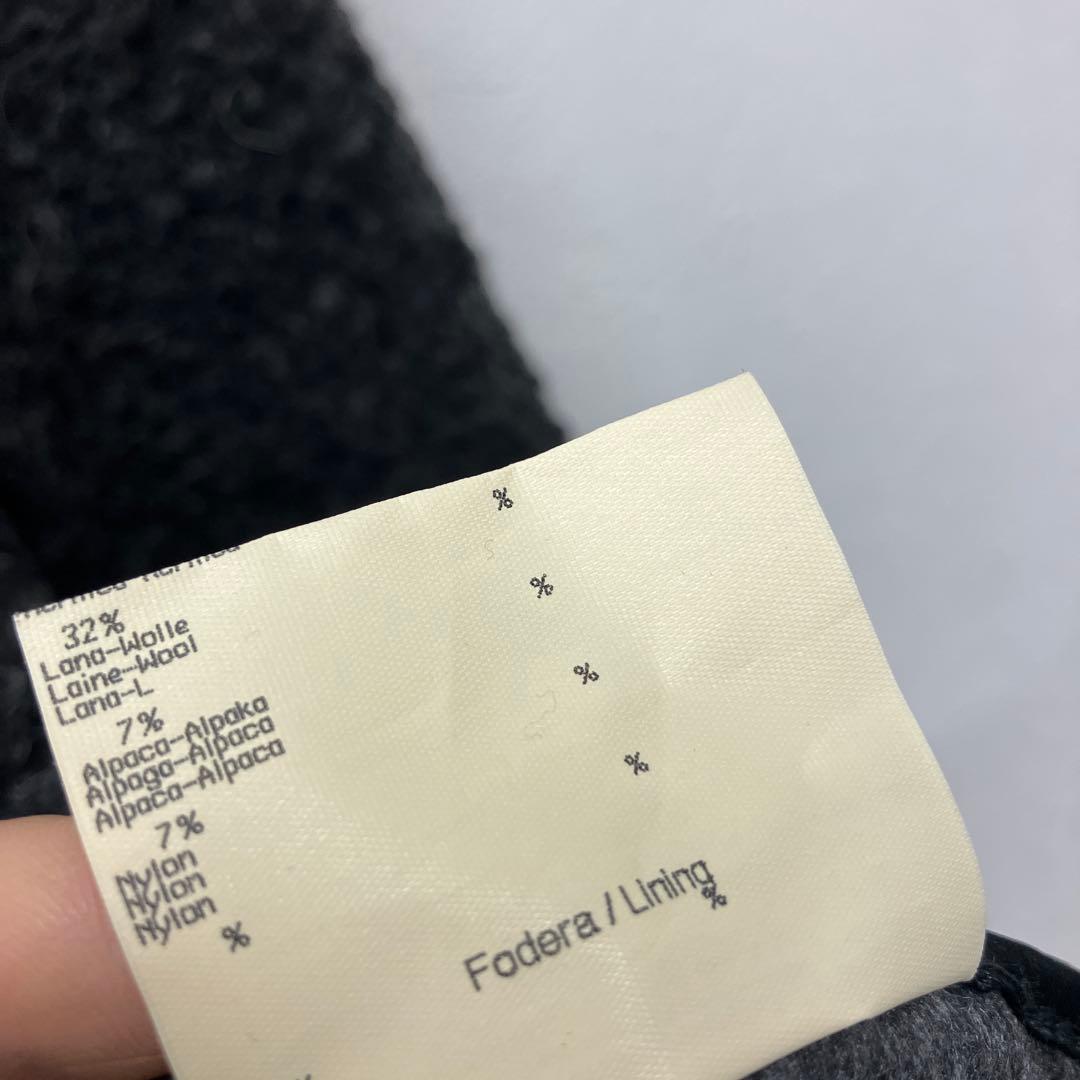 32%
Lana-Wolle
Laine-Wool
Lana-L
7%
Alpaca-Alpaka
Alpaga-Alpaca
Alpaca-Alpaca
7%
Nylon
Nylon
Nylon
%
%
%
%
%
%
Fodera / Lining